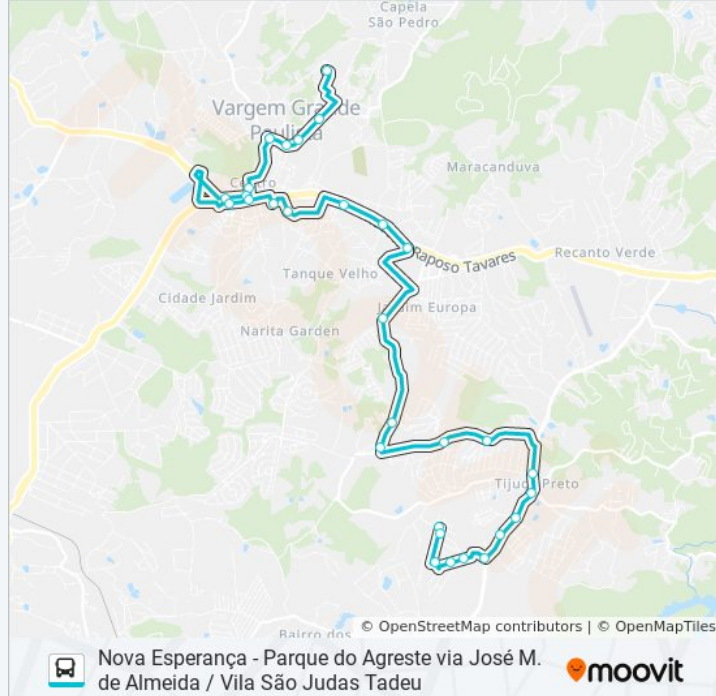 Capela
São Pedro
Vargem Grande
Paulista
Maracanduva
Centro
Raposo Tavares
Recanto Verde
Tanque Velho
Cidade Jardim
Jardim Europa
Narita Garden
Tijuco Preto
Bairro dos
© OpenStreetMap contributors | © OpenMapTiles
Nova Esperança - Parque do Agreste via José M.
de Almeida / Vila São Judas Tadeu
moovit